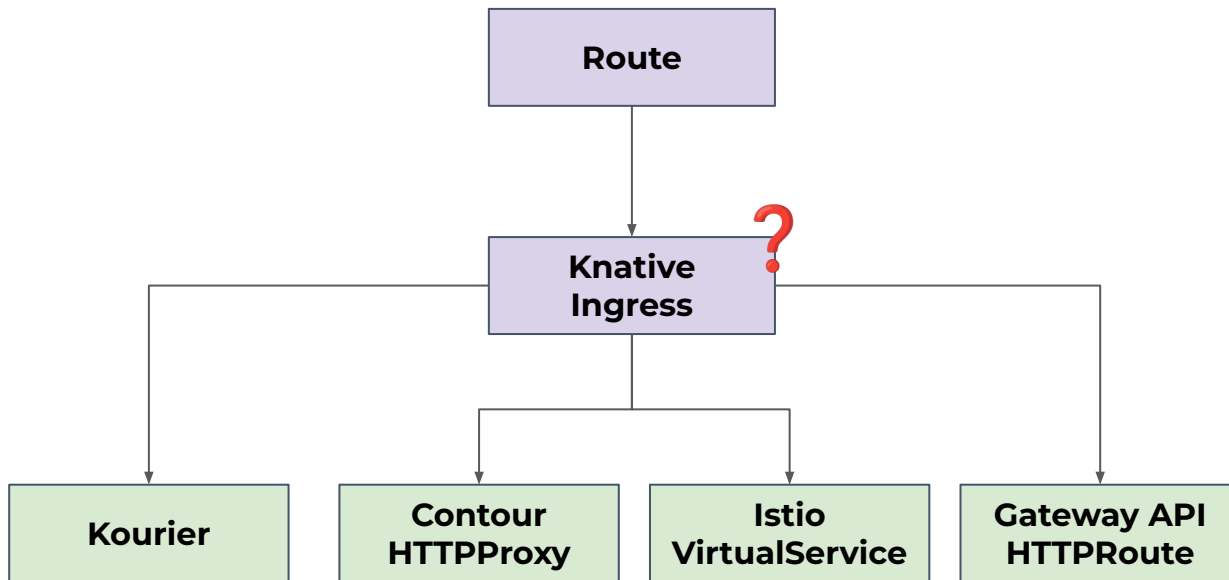 Route
❓
Knative
Ingress
Kourier
Contour
HTTPProxy
Istio
VirtualService
Gateway API
HTTPRoute